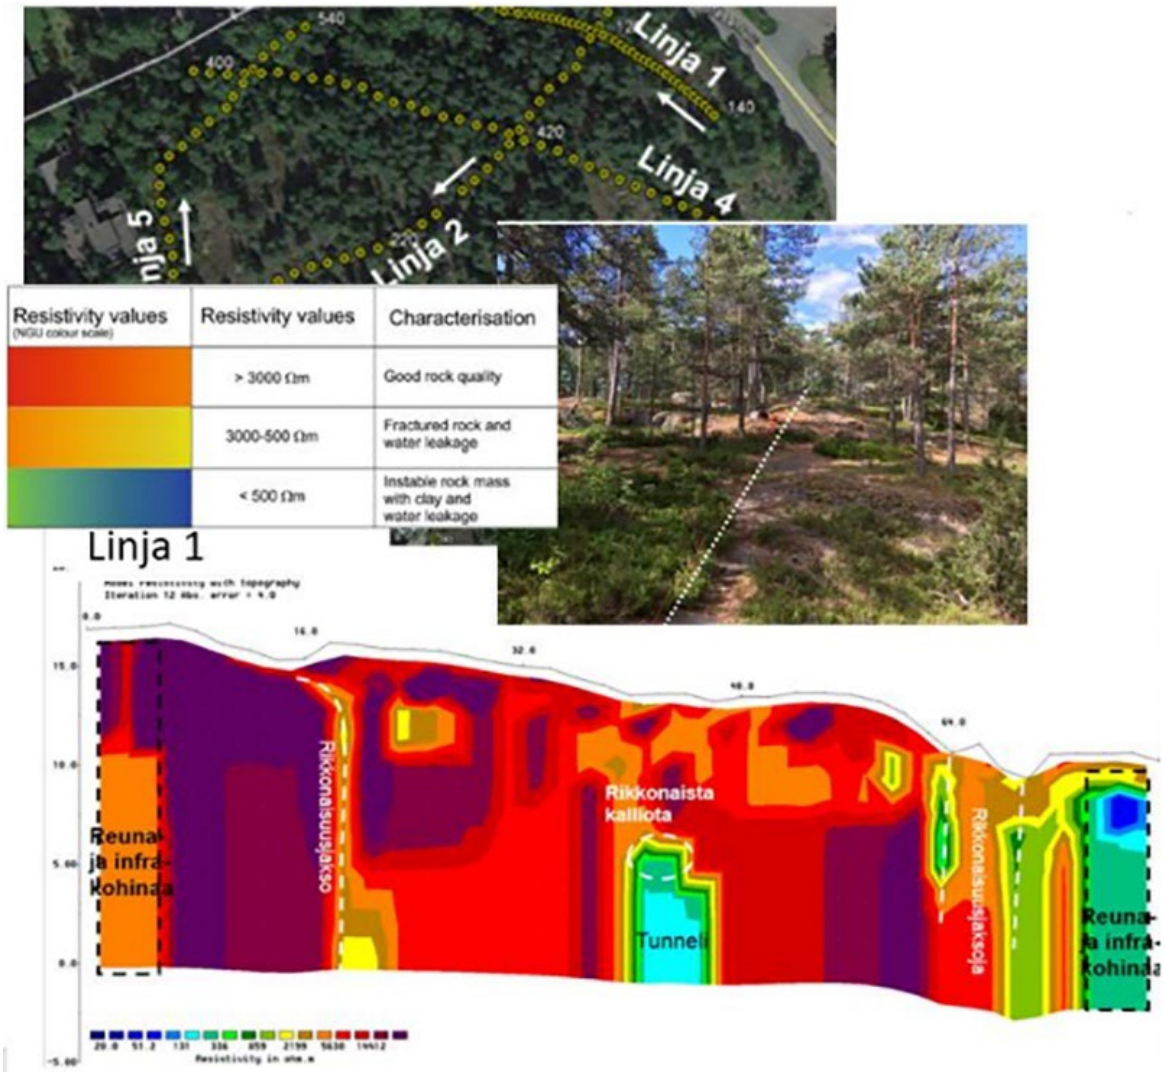 540
400
Linja 1
140
420
Linja 4
Linja 2
nja 5
Resistivity values
(NGU colour scale)
Resistivity values
Characterisation
> 3000 Ωm
Good rock quality
3000-500 Ωm
Fractured rock and
water leakage
< 500 Ωm
Instable rock mass
with clay and
water leakage
Linja 1
Model resistivity with topography
Iteration 12 Abs. error = 4.0
0.0
16.0
32.0
48.0
64.0
15.0
10.0
5.00
0.0
-5.00
Reuna-
ja infra-
kohinaa
Rikkonaisuusjakso
Rikkonaista
kalliota
Tunneli
Rikkonaisuusjaksoja
Reuna-
ja infra-
kohinaa
20.0 51.2 131 336 859 2199 5630 14412
Resistivity in ohm.m